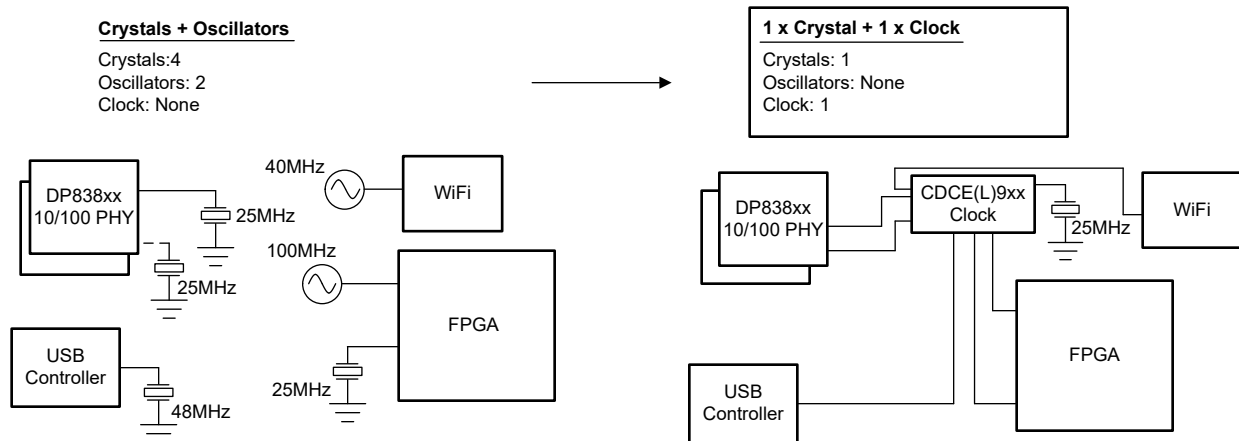 Crystals + Oscillators
Crystals:4
Oscillators: 2
Clock: None
1 x Crystal + 1 x Clock
Crystals: 1
Oscillators: None
Clock: 1
DP838xx
10/100 PHY
25MHz
25MHz
USB
Controller
48MHz
40MHz
WiFi
100MHz
FPGA
25MHz
DP838xx
10/100 PHY
CDCE(L)9xx
Clock
25MHz
WiFi
FPGA
USB
Controller